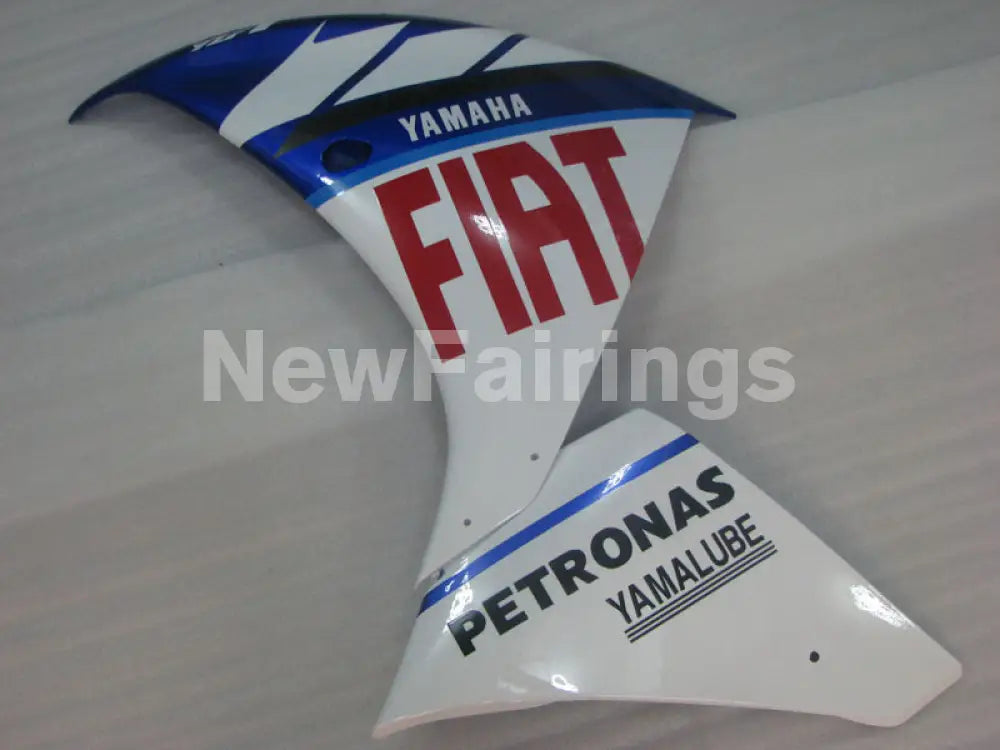 YAMAHA
FIAT
NewFairings
PETRONAS
YAMALUBE